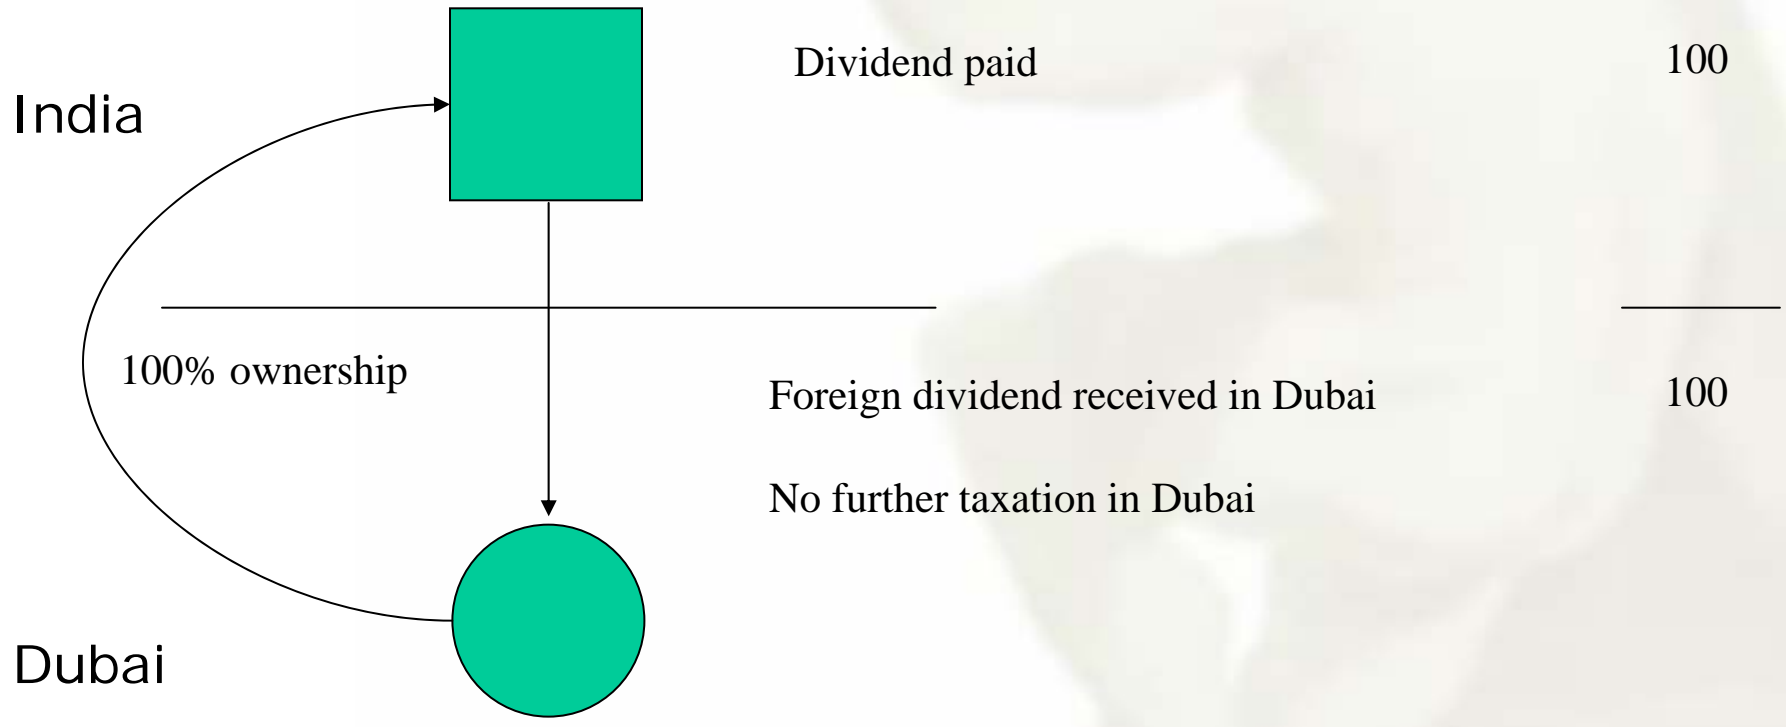 Dividend paid 100
India
100% ownership
Foreign dividend received in Dubai 100
No further taxation in Dubai
Dubai